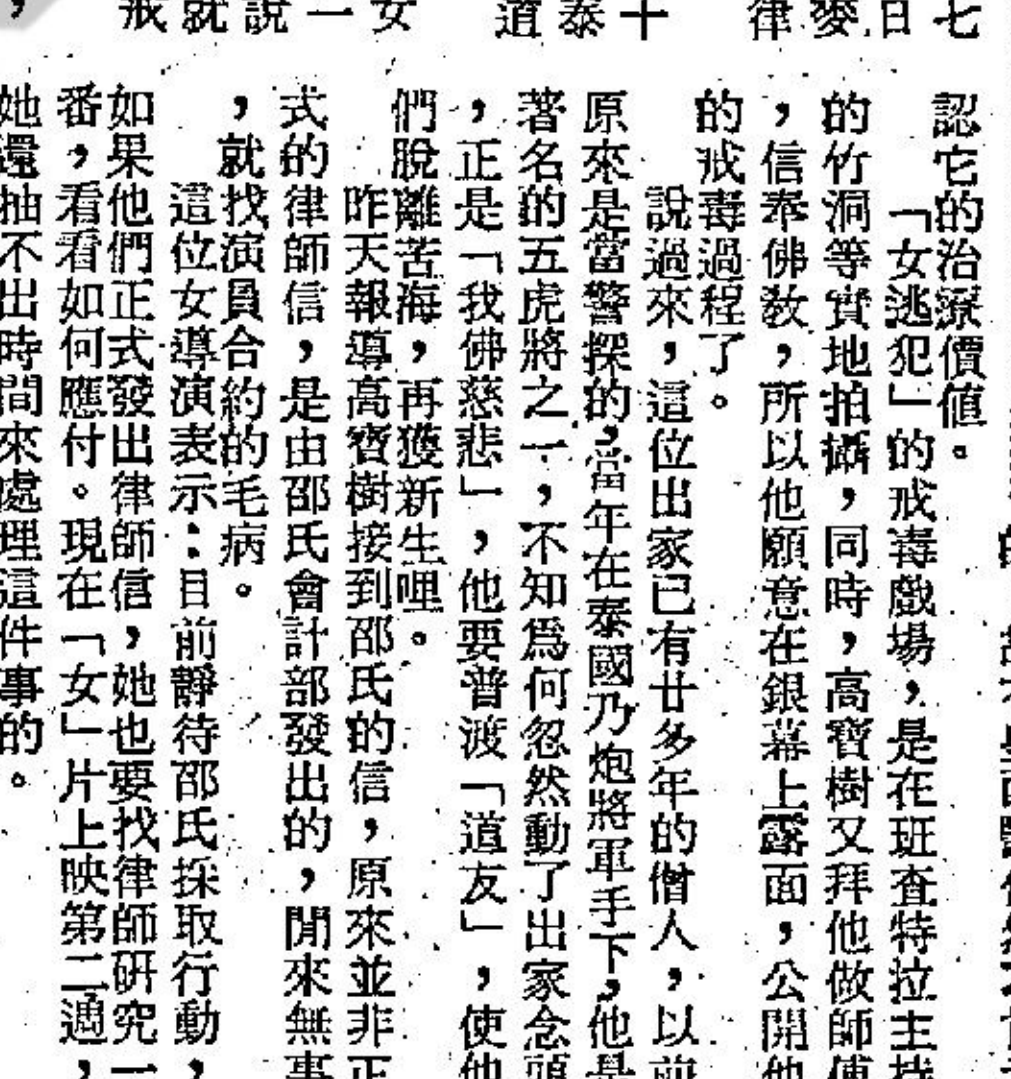 七
日
麥
律
十
泰
道
女
一
說
就
戒
認它的治療價值。
「女逃犯」的戒毒戲場，是在班查特拉主持
的竹洞等實地拍攝，同時，高寶樹又拜他做師傅
，信奉佛敎，所以他願意在銀幕上露面，公開他
的戒毒過程了。
說過來，這位出家已有廿多年的僧人，以前
原來是當警探的，當年在泰國乃炮將軍手下，他是
著名的五虎將之一，不知爲何忽然動了出家念頭
，正是「我佛慈悲」，他要普渡「道友」，使他
們脫離苦海，再獲新生哩。
昨天報導高寶樹接到邵氏的信，原來並非正
式的律師信，是由邵氏會計部發出的，閒來無事
，就找演員合約的毛病。
這位女導演表示：目前靜待邵氏採取行動，
如果他們正式發出律師信，她也要找律師研究一
番，看看如何應付。現在「女」片上映第二週，
她還抽不出時間來處理這件事的。